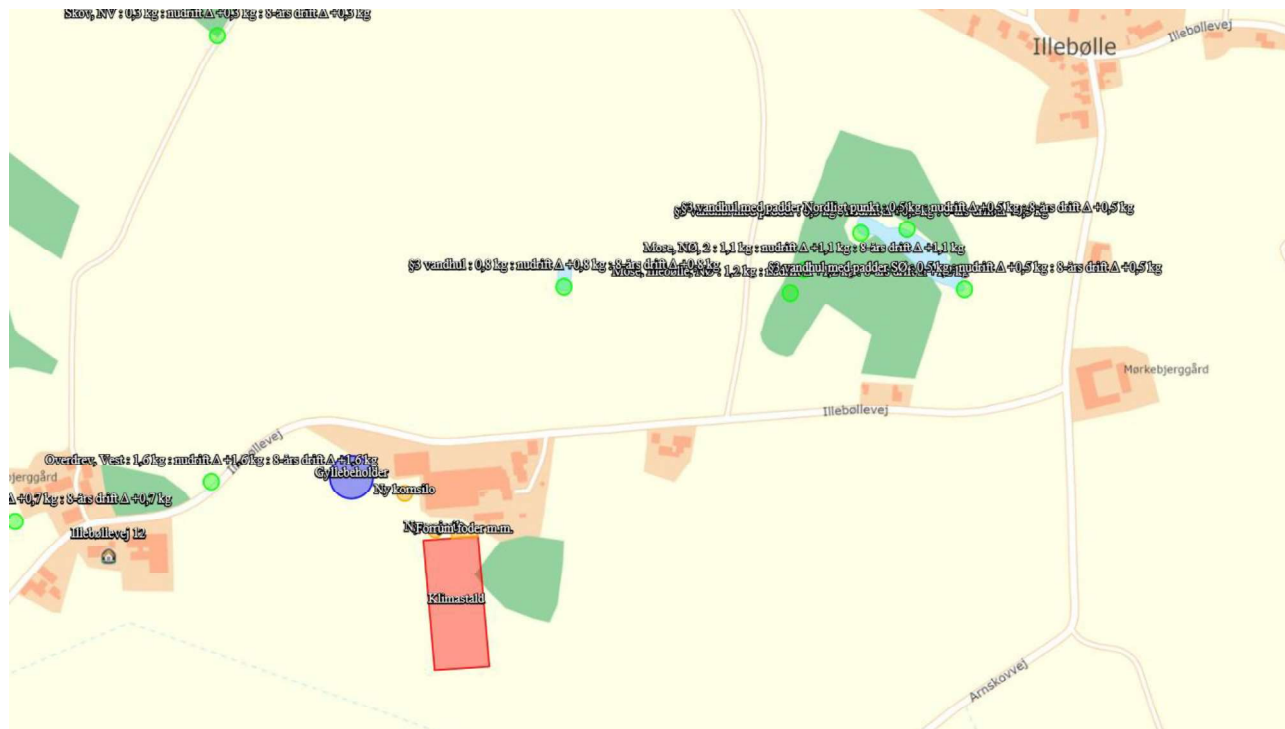 Skov, NV : 0,3 kg : nudrift Δ +0,3 kg : 8-års drift Δ +0,3 kg
Illebøllevej
Illebølle
§3 vandhul med padder Nordligt punkt : 0,5 kg : nudrift Δ +0,5 kg : 8-års drift Δ +0,5 kg
Mose, NØ, 2 : 1,1 kg : nudrift Δ +1,1 kg : 8-års drift Δ +1,1 kg
§3 vandhul : 0,8 kg : nudrift Δ +0,8 kg : 8-års drift Δ +0,8 kg
§3 vandhul med padder SØ : 0,5 kg : nudrift Δ +0,5 kg : 8-års drift Δ +0,5 kg
Mørkebjerggård
Illebøllevej
Illebøllevej
Overdrev, Vest : 1,6 kg : nudrift Δ +1,6 kg : 8-års drift Δ +1,6 kg
Gyllebeholder
jerggård
Ny kornsilo
Δ +0,7 kg : 8-års drift Δ +0,7 kg
Forrum foder m.m.
Illebøllevej 12
Klimastald
Arnskovvej